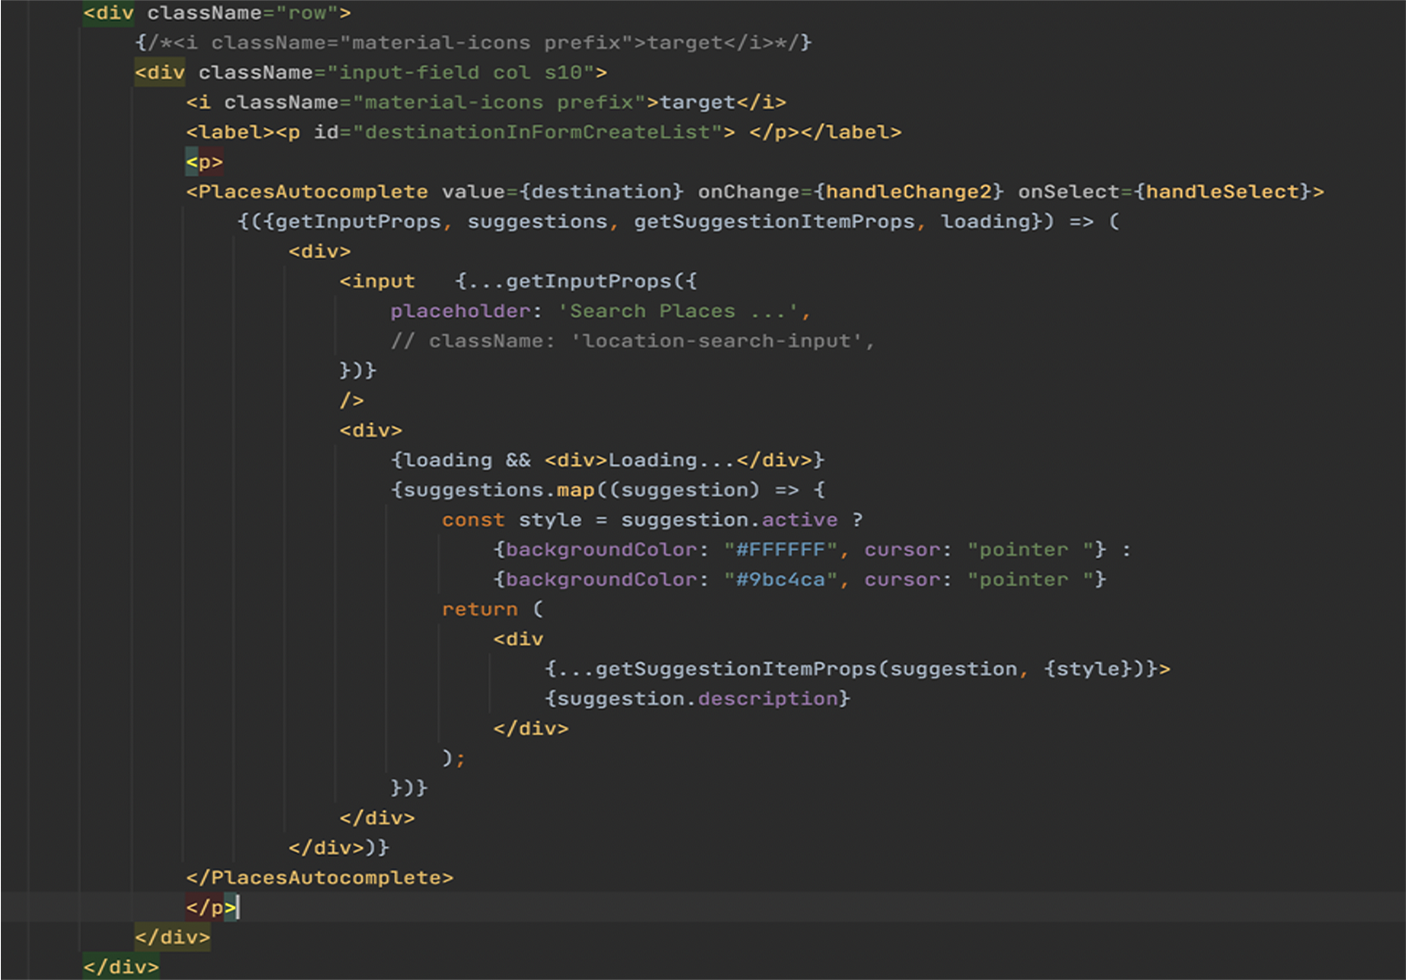 <div className="row">
{/*<i className="material-icons prefix">target</i>*/}
<div className="input-field col s10">
<i className="material-icons prefix">target</i>
<label><p id="destinationInFormCreateList"> </p></label>
<p>
<PlacesAutocomplete value={destination} onChange={handleChange2} onSelect={handleSelect}>
{({getInputProps, suggestions, getSuggestionItemProps, loading}) => (
<div>
<input   {...getInputProps({
placeholder: 'Search Places ...',
// className: 'location-search-input',
})}
/>
<div>
{loading && <div>Loading...</div>}
{suggestions.map((suggestion) => {
const style = suggestion.active ?
{backgroundColor: "#FFFFFF", cursor: "pointer "} :
{backgroundColor: "#9bc4ca", cursor: "pointer "}
return (
<div
{...getSuggestionItemProps(suggestion, {style})}>
{suggestion.description}
</div>
);
})}
</div>
</div>)}
</PlacesAutocomplete>
</p>
</div>
</div>